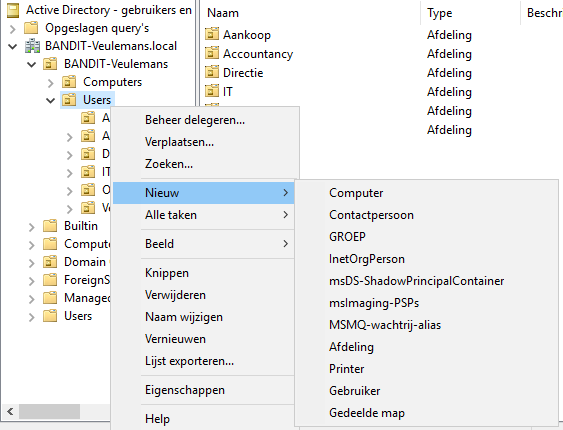 Active Directory - gebruikers en
Opgeslagen query's
BANDIT-Veulemans.local
BANDIT-Veulemans
Computers
Users
A
A
D
IT
O
Ve
Builtin
Compute
Domain
ForeignS
Managed
Users
Naam Type Beschr
Aankoop Afdeling
Accountancy Afdeling
Directie Afdeling
IT Afdeling
Afdeling
Afdeling
Beheer delegeren...
Verplaatsen...
Zoeken...
Nieuw
Alle taken
Beeld
Knippen
Verwijderen
Naam wijzigen
Vernieuwen
Lijst exporteren...
Eigenschappen
Help
Computer
Contactpersoon
GROEP
InetOrgPerson
msDS-ShadowPrincipalContainer
msImaging-PSPs
MSMQ-wachtrij-alias
Afdeling
Printer
Gebruiker
Gedeelde map